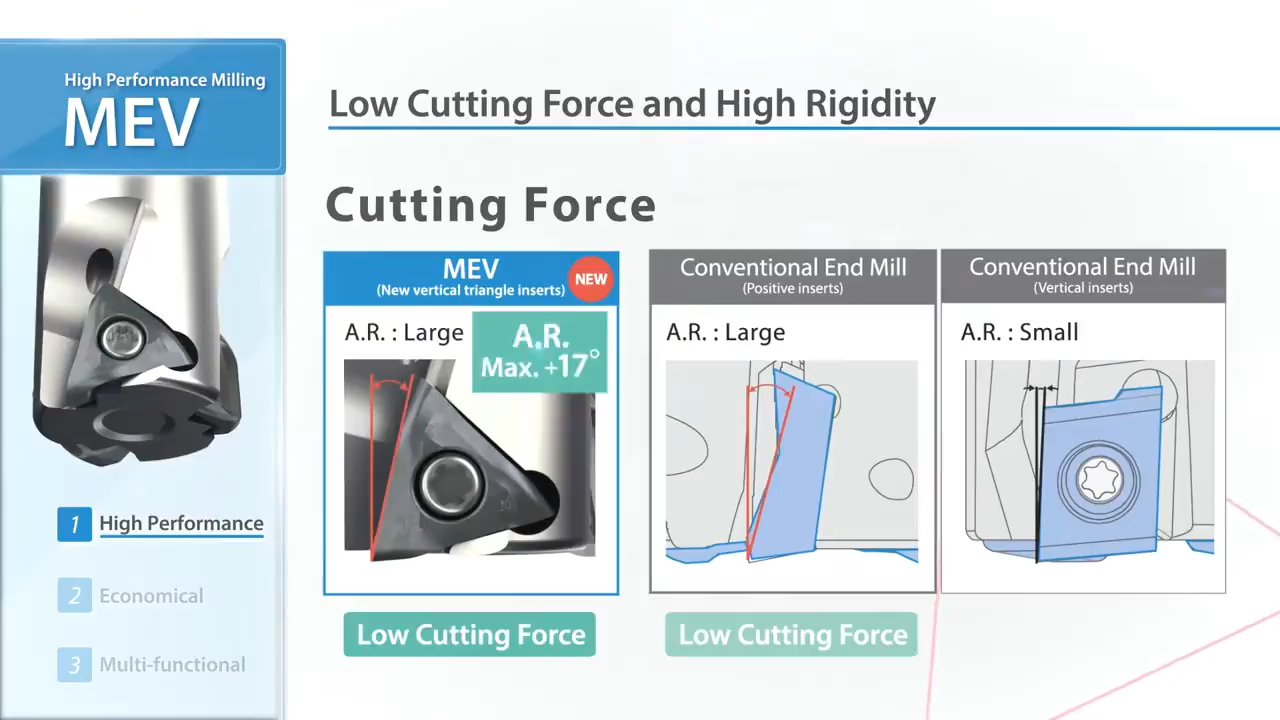 High Performance Milling
MEV
Low Cutting Force and High Rigidity
Cutting Force
MEV
(New vertical triangle inserts)
NEW
A.R. : Large
A.R.
Max. +17°
Conventional End Mill
(Positive inserts)
A.R. : Large
Conventional End Mill
(Vertical inserts)
A.R. : Small
1 High Performance
2 Economical
3 Multi-functional
Low Cutting Force
Low Cutting Force